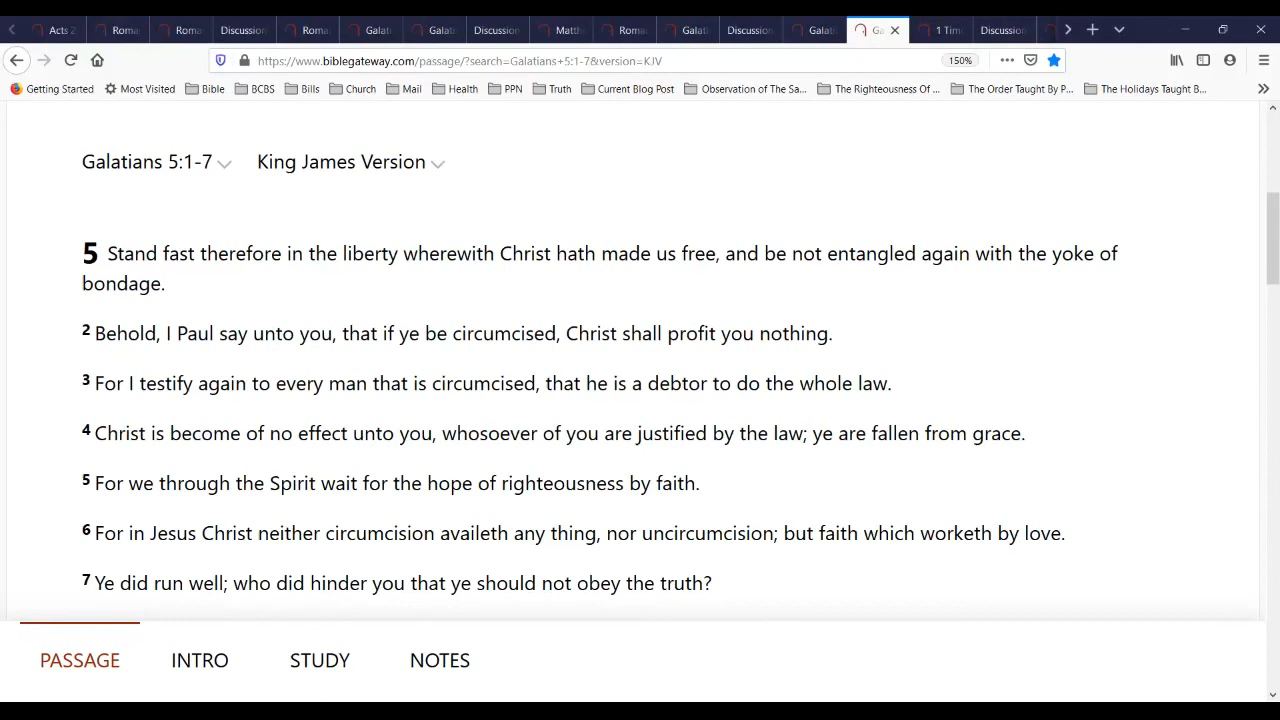 Acts 2
Roma
Romo
Discussion
Roma
Galati
Galati
Discussion
Matth
Roma
Galati
Discussion
Galati
Ga
1 Tim
Discussion
https://www.biblegateway.com/passage/?search=Galatians+5:1-7&version=KJV
150%
Getting Started
Most Visited
Bible
BCBS
Bills
Church
Mail
Health
PPN
Truth
Current Blog Post
Observation of The Sa...
The Righteousness Of ...
The Order Taught By P...
The Holidays Taught B...
Galatians 5:1-7
King James Version
5 Stand fast therefore in the liberty wherewith Christ hath made us free, and be not entangled again with the yoke of
bondage.
2 Behold, I Paul say unto you, that if ye be circumcised, Christ shall profit you nothing.
3 For I testify again to every man that is circumcised, that he is a debtor to do the whole law.
4 Christ is become of no effect unto you, whosoever of you are justified by the law; ye are fallen from grace.
5 For we through the Spirit wait for the hope of righteousness by faith.
6 For in Jesus Christ neither circumcision availeth any thing, nor uncircumcision; but faith which worketh by love.
7 Ye did run well; who did hinder you that ye should not obey the truth?
PASSAGE
INTRO
STUDY
NOTES